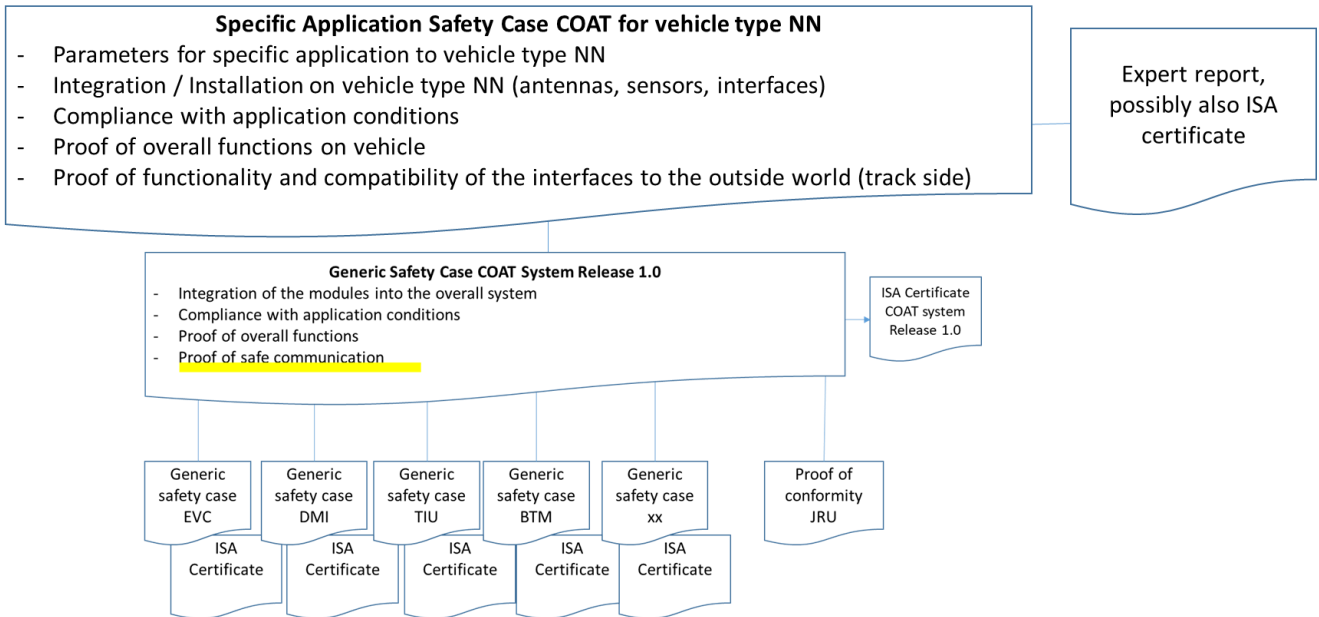 Specific Application Safety Case COAT for vehicle type NN
- Parameters for specific application to vehicle type NN
- Integration / Installation on vehicle type NN (antennas, sensors, interfaces)
- Compliance with application conditions
- Proof of overall functions on vehicle
- Proof of functionality and compatibility of the interfaces to the outside world (track side)
Expert report,
possibly also ISA
certificate
Generic Safety Case COAT System Release 1.0
- Integration of the modules into the overall system
- Compliance with application conditions
- Proof of overall functions
- Proof of safe communication
ISA Certificate
COAT system
Release 1.0
Generic
safety case
EVC
ISA
Certificate
Generic
safety case
DMI
ISA
Certificate
Generic
safety case
TIU
ISA
Certificate
Generic
safety case
BTM
ISA
Certificate
Generic
safety case
xx
ISA
Certificate
Proof of
conformity
JRU